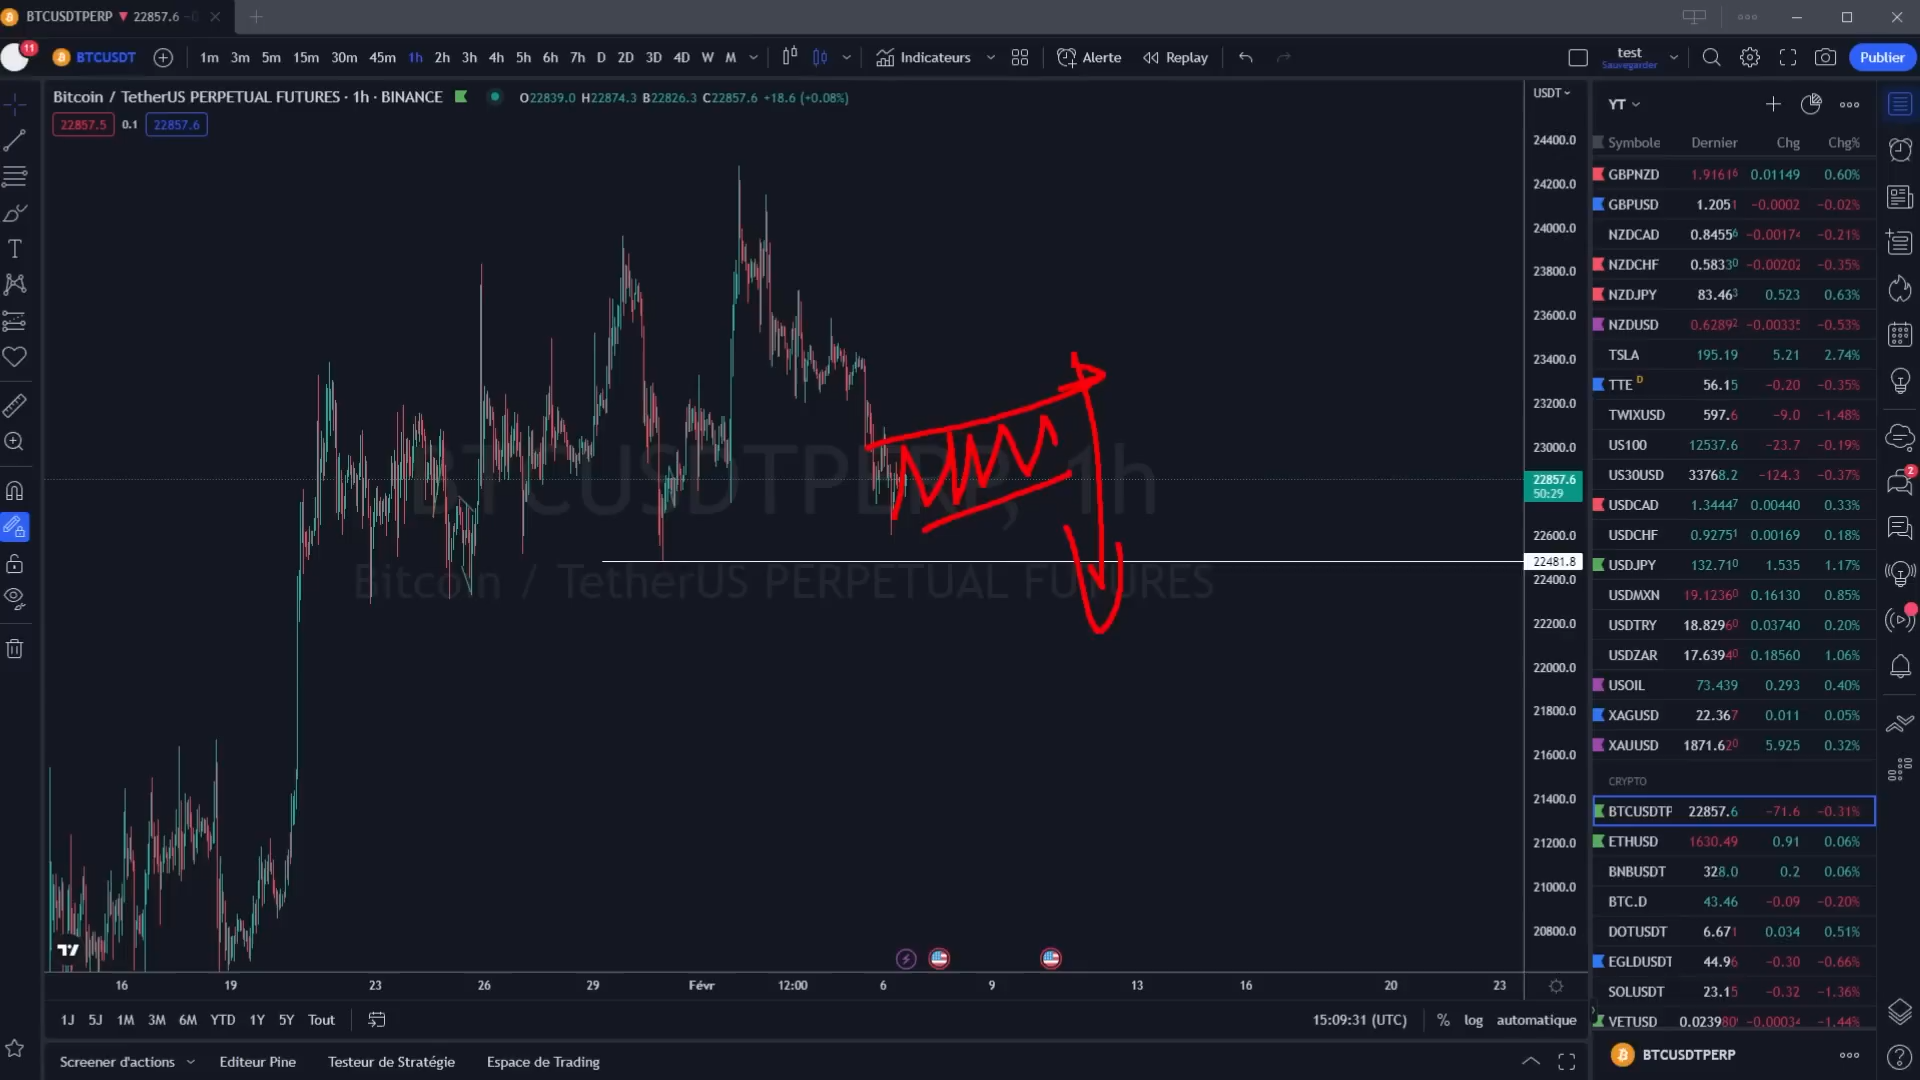 BTCUSDTPERP ▼ 22857.6
11 BTCUSDT 1m 3m 5m 15m 30m 45m 1h 2h 3h 4h 5h 6h 7h D 2D 3D 4D W M Indicateurs Alerte Replay test Sauvegarder Publier
Bitcoin / TetherUS PERPETUAL FUTURES · 1h · BINANCE O22839.0 H22874.3 B22826.3 C22857.6 +18.6 (+0.08%)
22857.5 0.1 22857.6
BTCUSDTPERP, 1h
Bitcoin / TetherUS PERPETUAL FUTURES
USDT
24400.0
24200.0
24000.0
23800.0
23600.0
23400.0
23200.0
23000.0
22857.6
50:29
22600.0
22481.8
22400.0
22200.0
22000.0
21800.0
21600.0
21400.0
21200.0
21000.0
20800.0
16 19 23 26 29 Févr 12:00 6 9 13 16 20 23
1J 5J 1M 3M 6M YTD 1Y 5Y Tout 15:09:31 (UTC) % log automatique
Screener d'actions Editeur Pine Testeur de Stratégie Espace de Trading
YT
Symbole Dernier Chg Chg%
GBPNZD 1.91616 0.01149 0.60%
GBPUSD 1.2051 −0.0002 −0.02%
NZDCAD 0.84556 −0.00174 −0.21%
NZDCHF 0.58330 −0.00202 −0.35%
NZDJPY 83.463 0.523 0.63%
NZDUSD 0.62892 −0.00335 −0.53%
TSLA 195.19 5.21 2.74%
TTE D 56.15 −0.20 −0.35%
TWIXUSD 597.6 −9.0 −1.48%
US100 12537.6 −23.7 −0.19%
US30USD 33768.2 −124.3 −0.37%
USDCAD 1.34447 0.00440 0.33%
USDCHF 0.92751 0.00169 0.18%
USDJPY 132.710 1.535 1.17%
USDMXN 19.12360 0.16130 0.85%
USDTRY 18.82960 0.03740 0.20%
USDZAR 17.63940 0.18560 1.06%
USOIL 73.439 0.293 0.40%
XAGUSD 22.367 0.011 0.05%
XAUUSD 1871.620 5.925 0.32%
CRYPTO
BTCUSDTP 22857.6 −71.6 −0.31%
ETHUSD 1630.49 0.91 0.06%
BNBUSDT 328.0 0.2 0.06%
BTC.D 43.46 −0.09 −0.20%
DOTUSDT 6.671 0.034 0.51%
EGLDUSDT 44.96 −0.30 −0.66%
SOLUSDT 23.15 −0.32 −1.36%
VETUSD 0.023980 −0.00034 −1.44%
BTCUSDTPERP
2